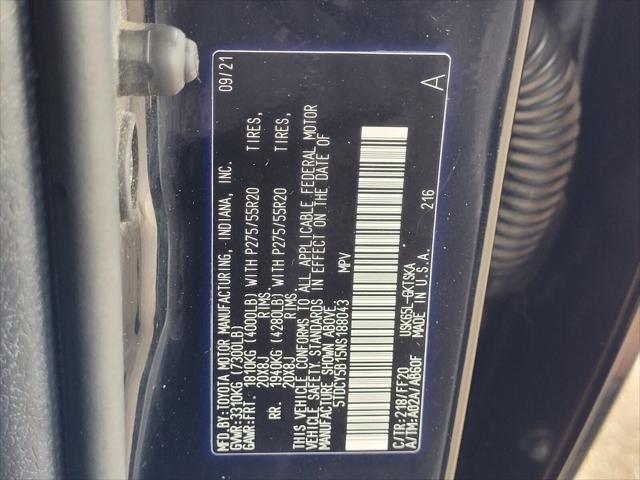 MFD.BY:TOYOTA MOTOR MANUFACTURING, INDIANA, INC. 09/21
GVWR:3310KG (7300LB)
GAWR:FRT. 1810KG (4000LB) WITH P275/55R20 TIRES,
20X8J RIMS
RR. 1940KG (4280LB) WITH P275/55R20 TIRES,
20X8J RIMS
THIS VEHICLE CONFORMS TO ALL APPLICABLE FEDERAL MOTOR
VEHICLE SAFETY STANDARDS IN EFFECT ON THE DATE OF
MANUFACTURE SHOWN ABOVE.
5TDCY5B15NS188043 MPV
216
C/TR:218/FF20 USK65L-BKTSKA
A/TM:A02A/AB60F MADE IN U.S.A. A